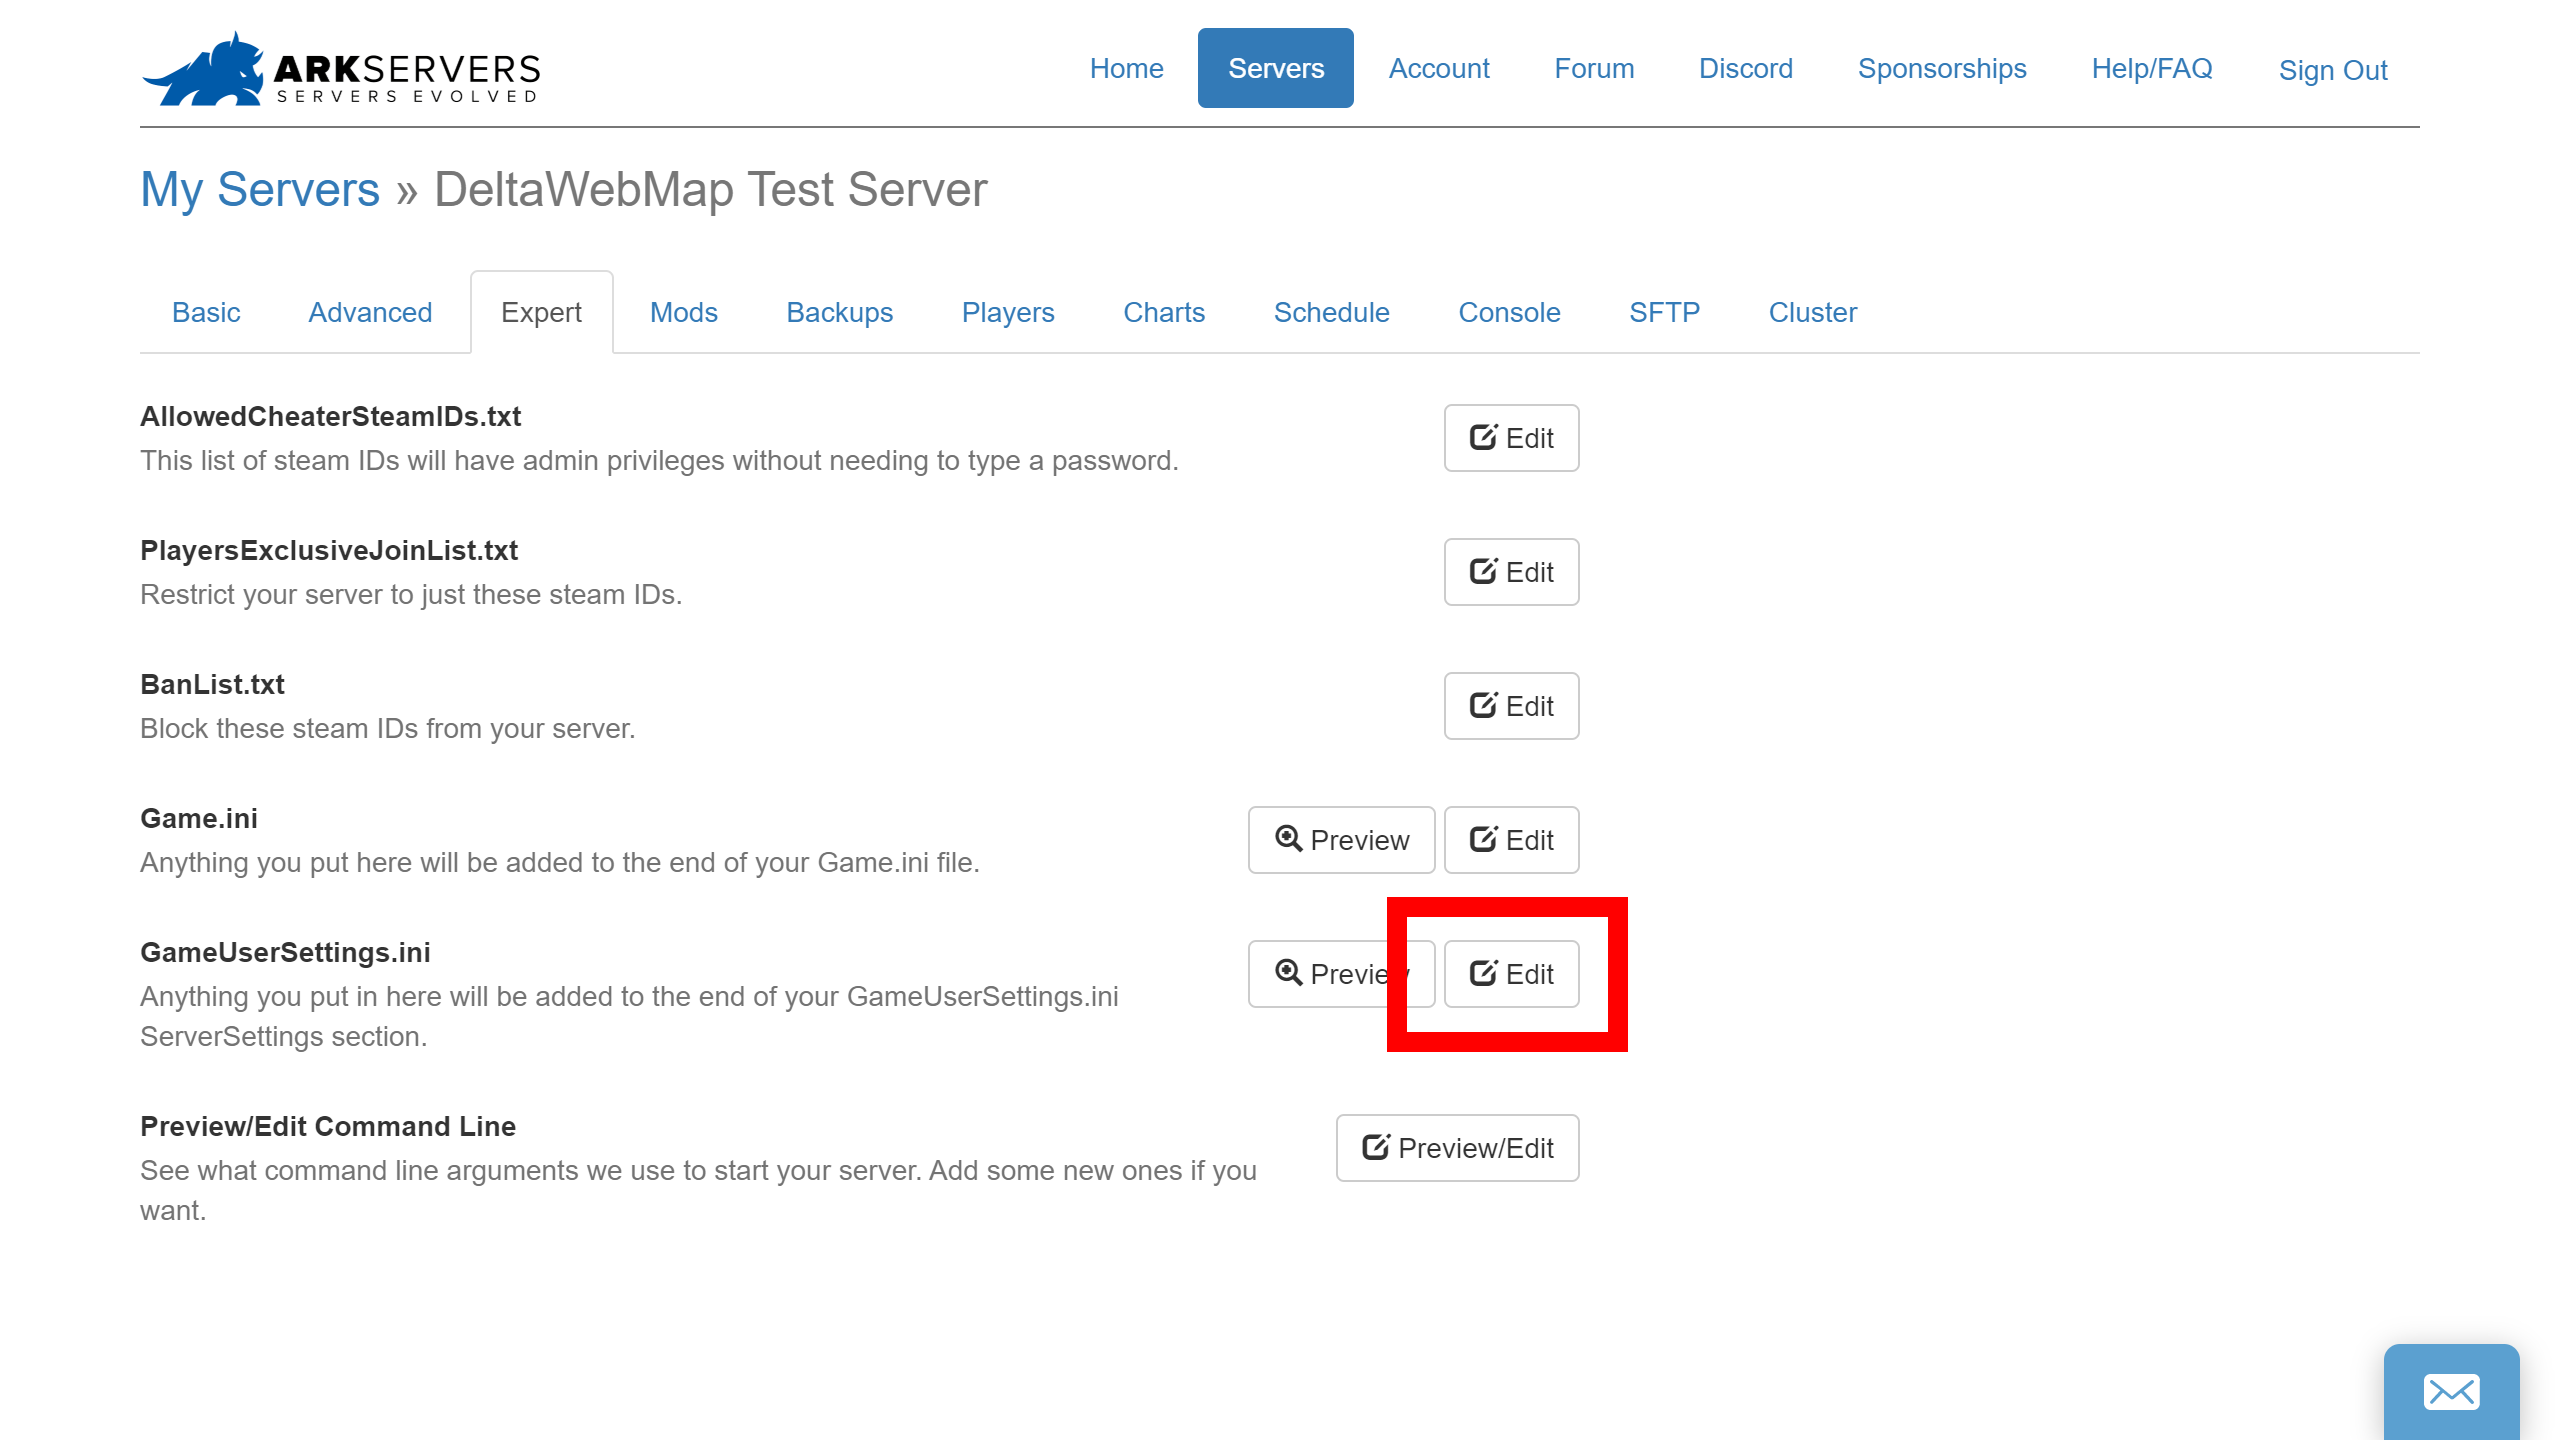 ARKSERVERS
SERVERS EVOLVED
Home Servers Account Forum Discord Sponsorships Help/FAQ Sign Out
My Servers » DeltaWebMap Test Server
Basic Advanced Expert Mods Backups Players Charts Schedule Console SFTP Cluster
AllowedCheaterSteamIDs.txt
This list of steam IDs will have admin privileges without needing to type a password.
Edit
PlayersExclusiveJoinList.txt
Restrict your server to just these steam IDs.
Edit
BanList.txt
Block these steam IDs from your server.
Edit
Game.ini
Anything you put here will be added to the end of your Game.ini file.
Preview Edit
GameUserSettings.ini
Anything you put in here will be added to the end of your GameUserSettings.ini
ServerSettings section.
Preview Edit
Preview/Edit Command Line
See what command line arguments we use to start your server. Add some new ones if you
want.
Preview/Edit